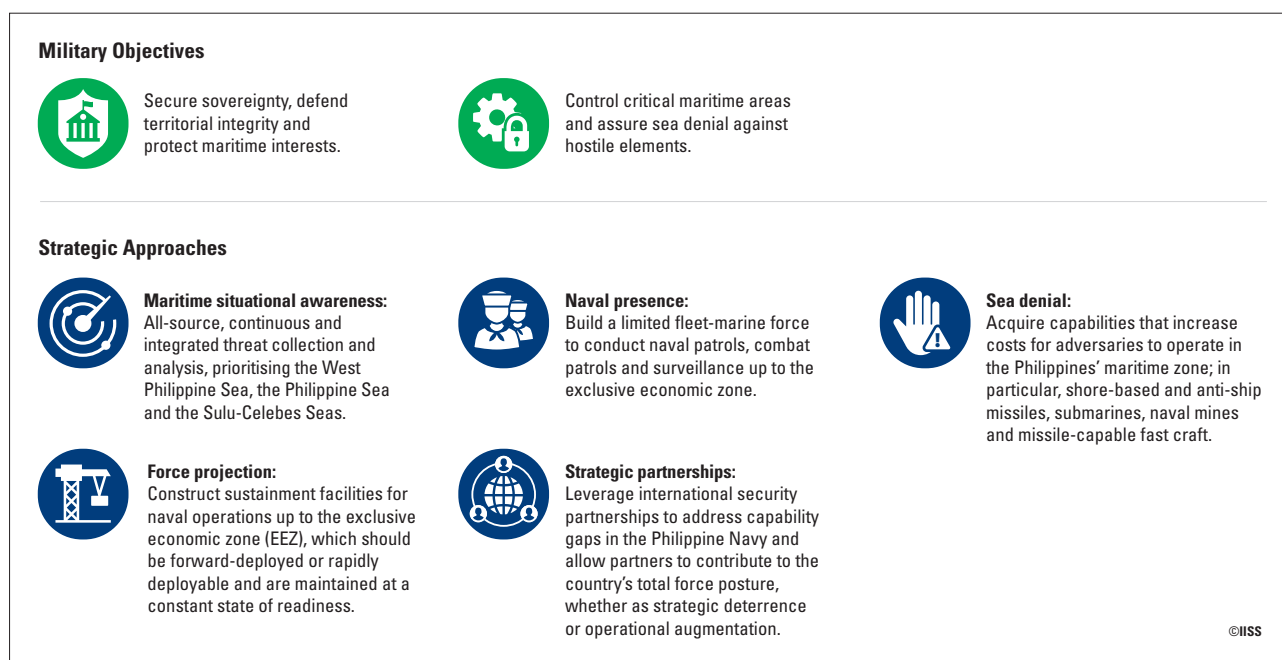 Military Objectives
Secure sovereignty, defend
territorial integrity and
protect maritime interests.
Control critical maritime areas
and assure sea denial against
hostile elements.
Strategic Approaches
Maritime situational awareness:
All-source, continuous and
integrated threat collection and
analysis, prioritising the West
Philippine Sea, the Philippine Sea
and the Sulu-Celebes Seas.
Naval presence:
Build a limited fleet-marine force
to conduct naval patrols, combat
patrols and surveillance up to the
exclusive economic zone.
Sea denial:
Acquire capabilities that increase
costs for adversaries to operate in
the Philippines’ maritime zone; in
particular, shore-based and anti-ship
missiles, submarines, naval mines
and missile-capable fast craft.
Force projection:
Construct sustainment facilities for
naval operations up to the exclusive
economic zone (EEZ), which should
be forward-deployed or rapidly
deployable and are maintained at a
constant state of readiness.
Strategic partnerships:
Leverage international security
partnerships to address capability
gaps in the Philippine Navy and
allow partners to contribute to the
country’s total force posture,
whether as strategic deterrence
or operational augmentation.
©IISS